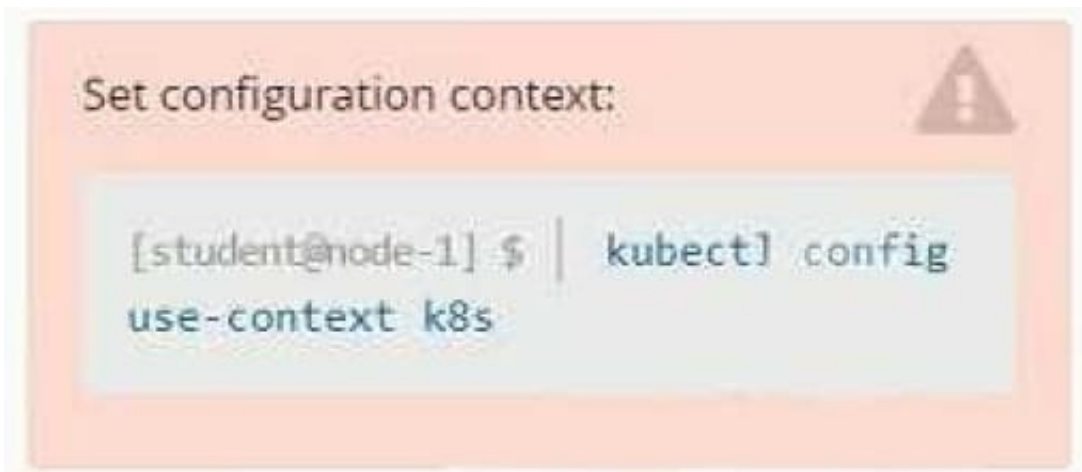 Set configuration context:
[student@node-1] $ | kubectl config
use-context k8s